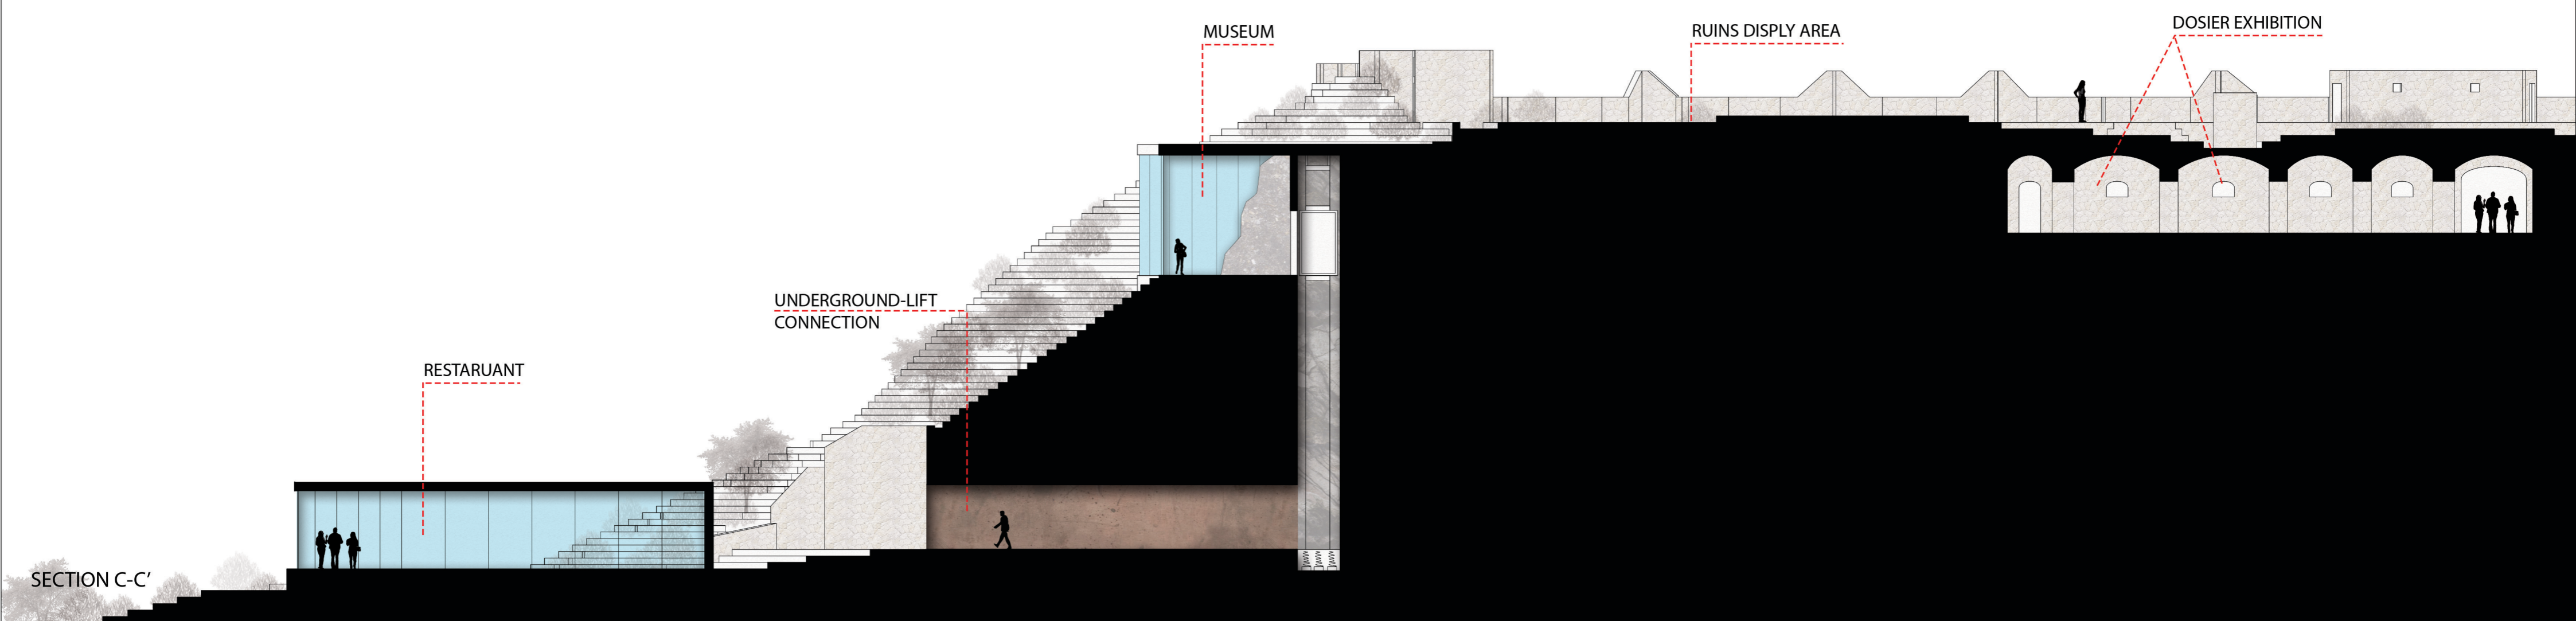 MUSEUM
RUINS DISPLY AREA
DOSIER EXHIBITION
UNDERGROUND-LIFT
CONNECTION
RESTARUANT
SECTION C-C'